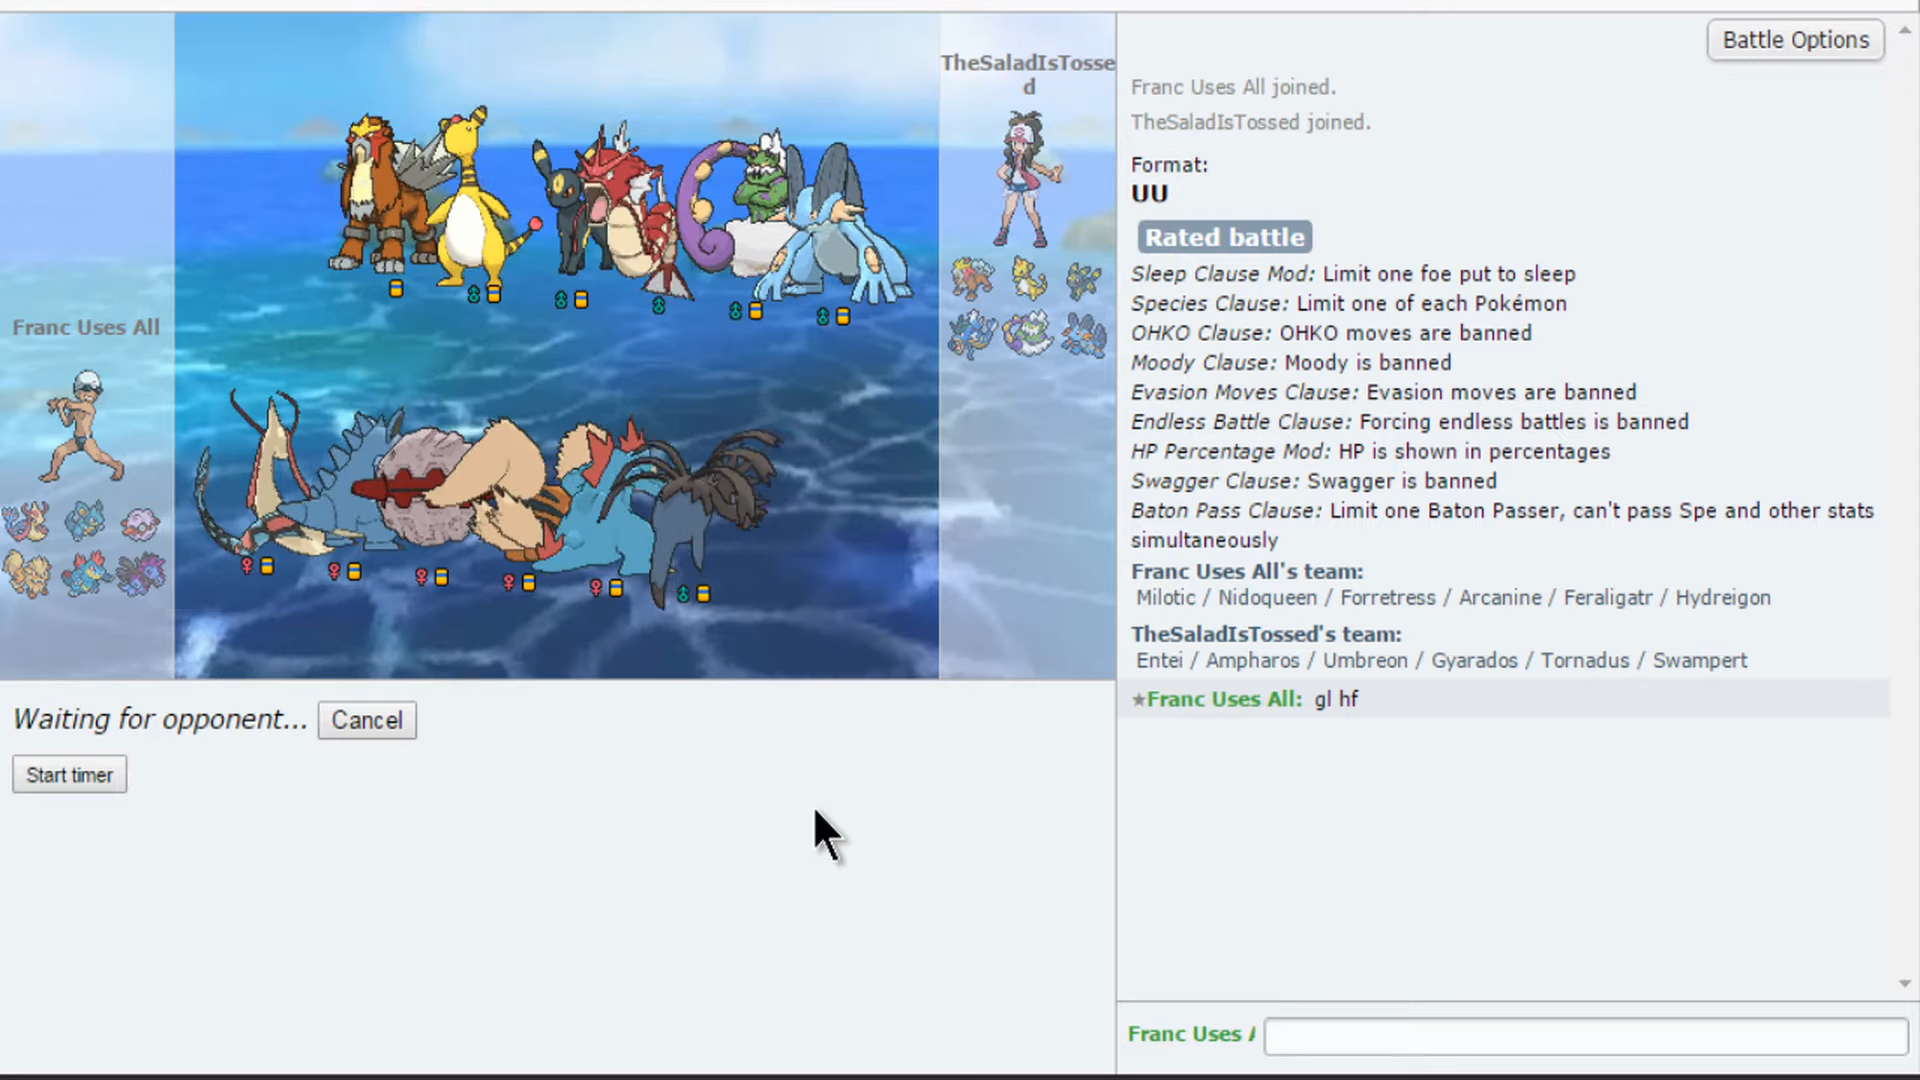 TheSaladIsTosse
d
Franc Uses All
Waiting for opponent...
Cancel
Start timer
Battle Options
Franc Uses All joined.
TheSaladIsTossed joined.
Format:
UU
Rated battle
Sleep Clause Mod: Limit one foe put to sleep
Species Clause: Limit one of each Pokémon
OHKO Clause: OHKO moves are banned
Moody Clause: Moody is banned
Evasion Moves Clause: Evasion moves are banned
Endless Battle Clause: Forcing endless battles is banned
HP Percentage Mod: HP is shown in percentages
Swagger Clause: Swagger is banned
Baton Pass Clause: Limit one Baton Passer, can't pass Spe and other stats
simultaneously
Franc Uses All's team:
Milotic / Nidoqueen / Forretress / Arcanine / Feraligatr / Hydreigon
TheSaladIsTossed's team:
Entei / Ampharos / Umbreon / Gyarados / Tornadus / Swampert
★Franc Uses All: gl hf
Franc Uses A